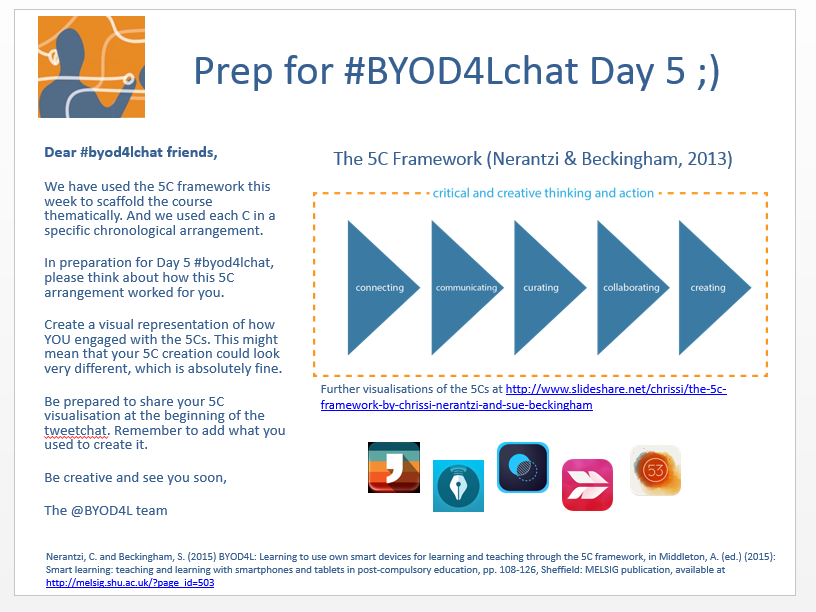 Prep for #BYOD4Lchat Day 5 ;)
Dear #byod4lchat friends,
We have used the 5C framework this
week to scaffold the course
thematically. And we used each C in a
specific chronological arrangement.
In preparation for Day 5 #byod4lchat,
please think about how this 5C
arrangement worked for you.
Create a visual representation of how
YOU engaged with the 5Cs. This might
mean that your 5C creation could look
very different, which is absolutely fine.
Be prepared to share your 5C
visualisation at the beginning of the
tweetchat. Remember to add what you
used to create it.
Be creative and see you soon,
The @BYOD4L team
The 5C Framework (Nerantzi & Beckingham, 2013)
critical and creative thinking and action
connecting
communicating
curating
collaborating
creating
Further visualisations of the 5Cs at http://www.slideshare.net/chrissi/the-5c-
framework-by-chrissi-nerantzi-and-sue-beckingham
53
Nerantzi, C. and Beckingham, S. (2015) BYOD4L: Learning to use own smart devices for learning and teaching through the 5C framework, in Middleton, A. (ed.) (2015):
Smart learning: teaching and learning with smartphones and tablets in post-compulsory education, pp. 108-126, Sheffield: MELSIG publication, available at
http://melsig.shu.ac.uk/?page_id=503